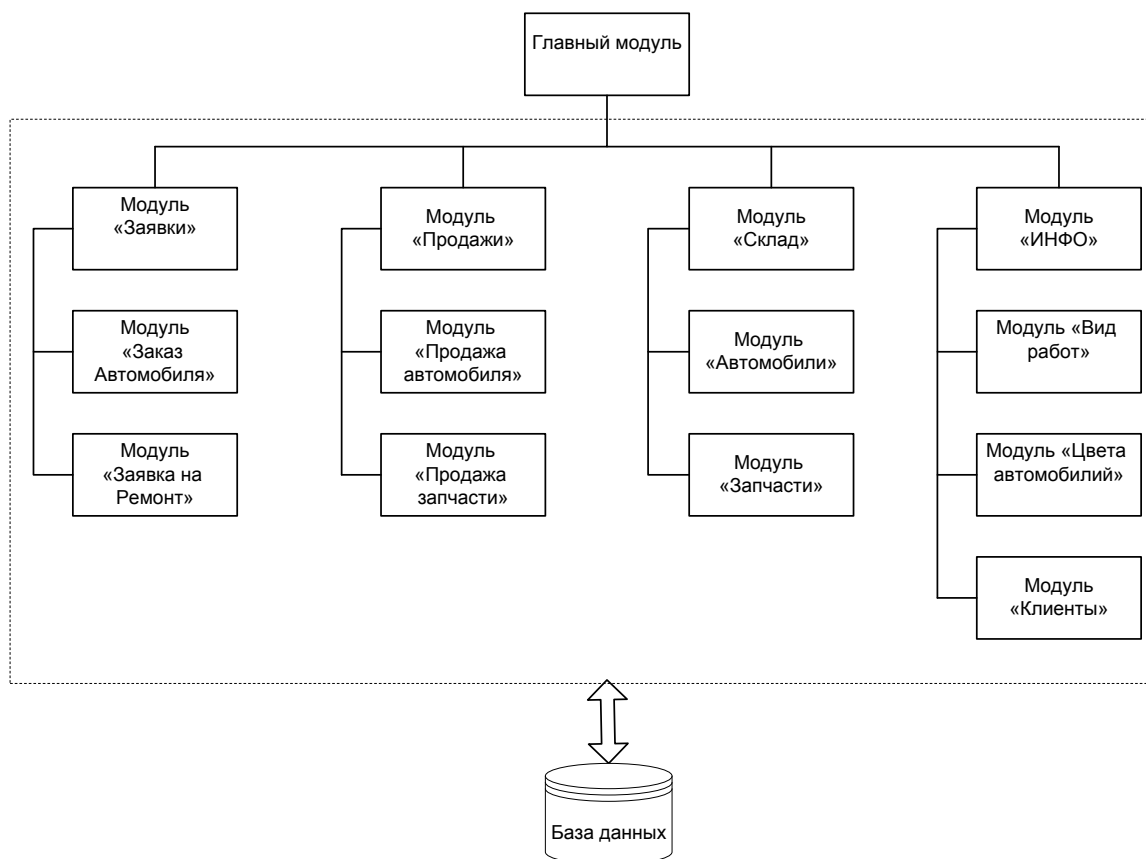 Главный модуль
Модуль
«Заявки»
Модуль
«Продажи»
Модуль
«Склад»
Модуль
«ИНФО»
Модуль
«Заказ
Автомобиля»
Модуль
«Продажа
автомобиля»
Модуль
«Автомобили»
Модуль «Вид
работ»
Модуль
«Заявка на
Ремонт»
Модуль
«Продажа
запчасти»
Модуль
«Запчасти»
Модуль «Цвета
автомобилий»
Модуль
«Клиенты»
База данных